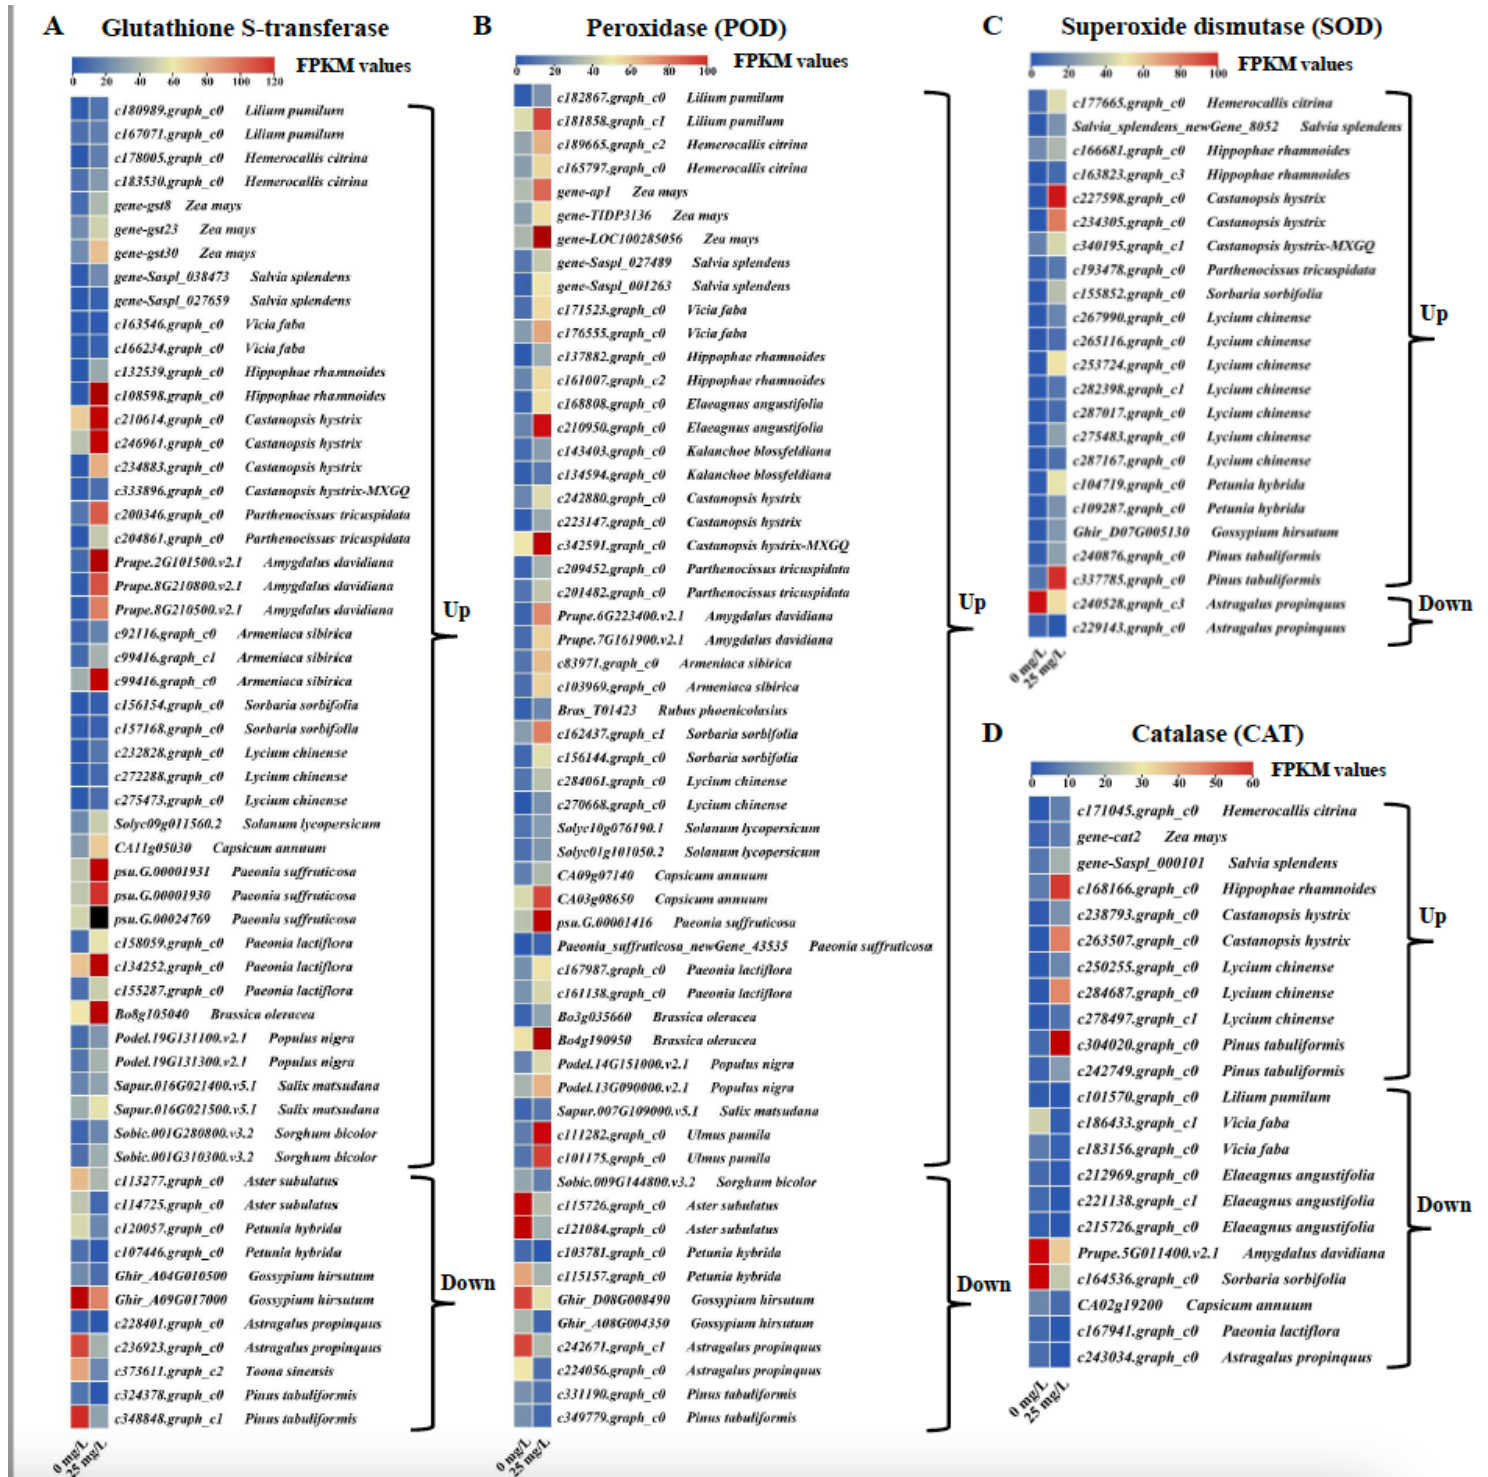 A Glutathione S-transferase
0 20 40 60 80 100 120 FPKM values
c180989.graph_c0 Lilium pumilum
c167071.graph_c0 Lilium pumilum
c178005.graph_c0 Hemerocallis citrina
c183530.graph_c0 Hemerocallis citrina
gene-gst8 Zea mays
gene-gst23 Zea mays
gene-gst30 Zea mays
gene-Saspl_038473 Salvia splendens
gene-Saspl_027659 Salvia splendens
c163546.graph_c0 Vicia faba
c166234.graph_c0 Vicia faba
c132539.graph_c0 Hippophae rhamnoides
c108598.graph_c0 Hippophae rhamnoides
c210614.graph_c0 Castanopsis hystrix
c246961.graph_c0 Castanopsis hystrix
c234883.graph_c0 Castanopsis hystrix
c333896.graph_c0 Castanopsis hystrix-MXGQ
c200346.graph_c0 Parthenocissus tricuspidata
c204861.graph_c0 Parthenocissus tricuspidata
Prupe.2G101500.v2.1 Amygdalus davidiana
Prupe.8G210800.v2.1 Amygdalus davidiana
Prupe.8G210500.v2.1 Amygdalus davidiana
c92116.graph_c0 Armeniaca sibirica
c99416.graph_c1 Armeniaca sibirica
c99416.graph_c0 Armeniaca sibirica
c156154.graph_c0 Sorbaria sorbifolia
c157168.graph_c0 Sorbaria sorbifolia
c232828.graph_c0 Lycium chinense
c272288.graph_c0 Lycium chinense
c275473.graph_c0 Lycium chinense
Solyc09g011560.2 Solanum lycopersicum
CA11g05030 Capsicum annuum
psu.G.00001931 Paeonia suffruticosa
psu.G.00001930 Paeonia suffruticosa
psu.G.00024769 Paeonia suffruticosa
c158059.graph_c0 Paeonia lactiflora
c134252.graph_c0 Paeonia lactiflora
c155287.graph_c0 Paeonia lactiflora
Bo8g105040 Brassica oleracea
Podel.19G131100.v2.1 Populus nigra
Podel.19G131300.v2.1 Populus nigra
Sapur.016G021400.v5.1 Salix matsudana
Sapur.016G021500.v5.1 Salix matsudana
Sobic.001G280800.v3.2 Sorghum bicolor
Sobic.001G310300.v3.2 Sorghum bicolor
Up
c113277.graph_c0 Aster subulatus
c114725.graph_c0 Aster subulatus
c120057.graph_c0 Petunia hybrida
c107446.graph_c0 Petunia hybrida
Ghir_A04G010500 Gossypium hirsutum
Ghir_A09G017000 Gossypium hirsutum
c228401.graph_c0 Astragalus propinquus
c236923.graph_c0 Astragalus propinquus
c373611.graph_c2 Toona sinensis
c324378.graph_c0 Pinus tabuliformis
c348848.graph_c1 Pinus tabuliformis
Down
0 mg/L
25 mg/L
B Peroxidase (POD)
0 20 40 60 80 100 FPKM values
c182867.graph_c0 Lilium pumilum
c181858.graph_c1 Lilium pumilum
c189665.graph_c2 Hemerocallis citrina
c165797.graph_c0 Hemerocallis citrina
gene-ap1 Zea mays
gene-TIDP3136 Zea mays
gene-LOC100285056 Zea mays
gene-Saspl_027489 Salvia splendens
gene-Saspl_001263 Salvia splendens
c171523.graph_c0 Vicia faba
c176555.graph_c0 Vicia faba
c137882.graph_c0 Hippophae rhamnoides
c161007.graph_c2 Hippophae rhamnoides
c168808.graph_c0 Elaeagnus angustifolia
c210950.graph_c0 Elaeagnus angustifolia
c143403.graph_c0 Kalanchoe blossfeldiana
c134594.graph_c0 Kalanchoe blossfeldiana
c242880.graph_c0 Castanopsis hystrix
c223147.graph_c0 Castanopsis hystrix
c342591.graph_c0 Castanopsis hystrix-MXGQ
c209452.graph_c0 Parthenocissus tricuspidata
c201482.graph_c0 Parthenocissus tricuspidata
Prupe.6G223400.v2.1 Amygdalus davidiana
Prupe.7G161900.v2.1 Amygdalus davidiana
c83971.graph_c0 Armeniaca sibirica
c103969.graph_c0 Armeniaca sibirica
Bras_T01423 Rubus phoenicolasius
c162437.graph_c1 Sorbaria sorbifolia
c156144.graph_c0 Sorbaria sorbifolia
c284061.graph_c0 Lycium chinense
c270668.graph_c0 Lycium chinense
Solyc10g076190.1 Solanum lycopersicum
Solyc01g101050.2 Solanum lycopersicum
CA09g07140 Capsicum annuum
CA03g08650 Capsicum annuum
psu.G.00001416 Paeonia suffruticosa
Paeonia_suffruticosa_newGene_43535 Paeonia suffruticosa
c167987.graph_c0 Paeonia lactiflora
c161138.graph_c0 Paeonia lactiflora
Bo3g035660 Brassica oleracea
Bo4g190950 Brassica oleracea
Podel.14G151000.v2.1 Populus nigra
Podel.13G090000.v2.1 Populus nigra
Sapur.007G109000.v5.1 Salix matsudana
c111282.graph_c0 Ulmus pumila
c101175.graph_c0 Ulmus pumila
Up
Sobic.009G144800.v3.2 Sorghum bicolor
c115726.graph_c0 Aster subulatus
c121084.graph_c0 Aster subulatus
c103781.graph_c0 Petunia hybrida
c115157.graph_c0 Petunia hybrida
Ghir_D08G008490 Gossypium hirsutum
Ghir_A08G004350 Gossypium hirsutum
c242671.graph_c1 Astragalus propinquus
c224056.graph_c0 Astragalus propinquus
c331190.graph_c0 Pinus tabuliformis
c349779.graph_c0 Pinus tabuliformis
Down
0 mg/L
25 mg/L
C Superoxide dismutase (SOD)
0 20 40 60 80 100 FPKM values
c177665.graph_c0 Hemerocallis citrina
Salvia_splendens_newGene_8052 Salvia splendens
c166681.graph_c0 Hippophae rhamnoides
c163823.graph_c3 Hippophae rhamnoides
c227598.graph_c0 Castanopsis hystrix
c234305.graph_c0 Castanopsis hystrix
c340195.graph_c1 Castanopsis hystrix-MXGQ
c193478.graph_c0 Parthenocissus tricuspidata
c155852.graph_c0 Sorbaria sorbifolia
c267990.graph_c0 Lycium chinense
c265116.graph_c0 Lycium chinense
c253724.graph_c0 Lycium chinense
c282398.graph_c1 Lycium chinense
c287017.graph_c0 Lycium chinense
c275483.graph_c0 Lycium chinense
c287167.graph_c0 Lycium chinense
c104719.graph_c0 Petunia hybrida
c109287.graph_c0 Petunia hybrida
Ghir_D07G005130 Gossypium hirsutum
c240876.graph_c0 Pinus tabuliformis
c337785.graph_c0 Pinus tabuliformis
Up
c240528.graph_c3 Astragalus propinquus
c229143.graph_c0 Astragalus propinquus
Down
0 mg/L
25 mg/L
D Catalase (CAT)
0 10 20 30 40 50 60 FPKM values
c171045.graph_c0 Hemerocallis citrina
gene-cat2 Zea mays
gene-Saspl_000101 Salvia splendens
c168166.graph_c0 Hippophae rhamnoides
c238793.graph_c0 Castanopsis hystrix
c263507.graph_c0 Castanopsis hystrix
c250255.graph_c0 Lycium chinense
c284687.graph_c0 Lycium chinense
c278497.graph_c1 Lycium chinense
c304020.graph_c0 Pinus tabuliformis
c242749.graph_c0 Pinus tabuliformis
Up
c101570.graph_c0 Lilium pumilum
c186433.graph_c1 Vicia faba
c183156.graph_c0 Vicia faba
c212969.graph_c0 Elaeagnus angustifolia
c221138.graph_c1 Elaeagnus angustifolia
c215726.graph_c0 Elaeagnus angustifolia
Prupe.5G011400.v2.1 Amygdalus davidiana
c164536.graph_c0 Sorbaria sorbifolia
CA02g19200 Capsicum annuum
c167941.graph_c0 Paeonia lactiflora
c243034.graph_c0 Astragalus propinquus
Down
0 mg/L
25 mg/L